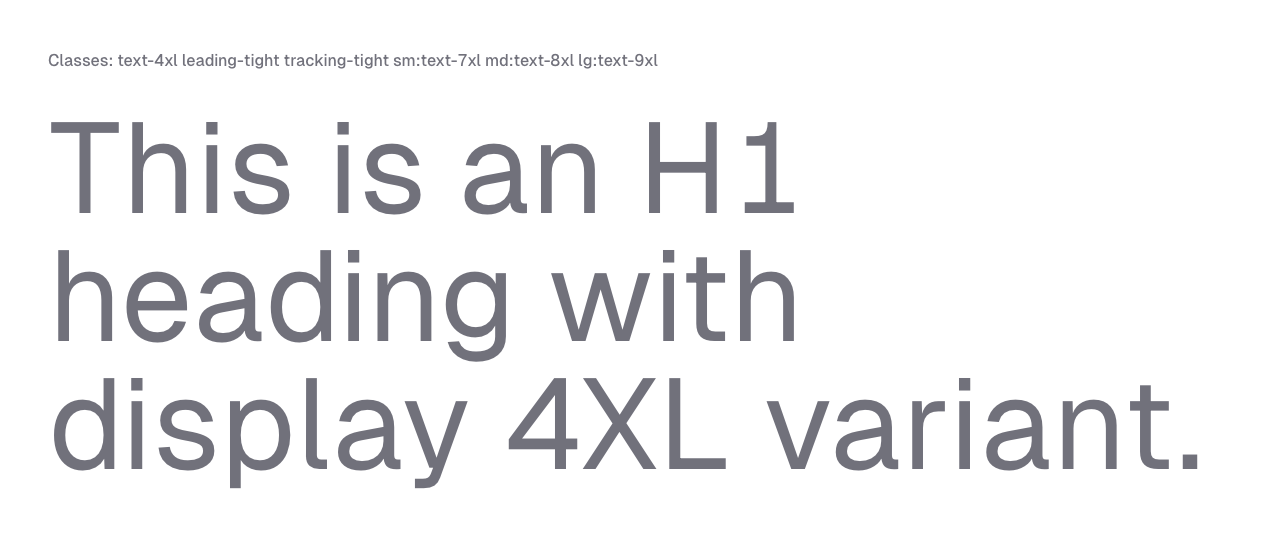 Classes: text-4xl leading-tight tracking-tight sm:text-7xl md:text-8xl lg:text-9xl
This is an H1
heading with
display 4XL variant.